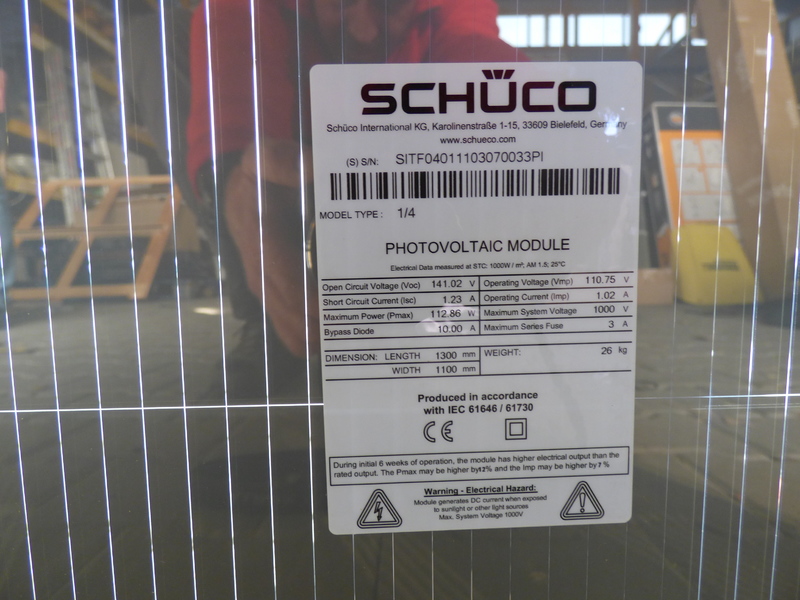 SCHÜCO
Schüco International KG, Karolinenstraße 1-15, 33609 Bielefeld, Germany
www.schueco.com
(S) S/N: SITF04011103070033PI
MODEL TYPE : 1/4
PHOTOVOLTAIC MODULE
Electrical Data measured at STC: 1000W / m²; AM 1.5; 25°C
Open Circuit Voltage (Voc) 141.02 V Operating Voltage (Vmp) 110.75 V
Short Circuit Current (Isc) 1.23 A Operating Current (Imp) 1.02 A
Maximum Power (Pmax) 112.86 W Maximum System Voltage 1000 V
Bypass Diode 10.00 A Maximum Series Fuse 3 A
DIMENSION: LENGTH 1300 mm WEIGHT: 26 kg
WIDTH 1100 mm
Produced in accordance
with IEC 61646 / 61730
CE
During initial 6 weeks of operation, the module has higher electrical output than the
rated output. The Pmax may be higher by12% and the Imp may be higher by 7 %
Warning - Electrical Hazard:
Module generates DC current when exposed
to sunlight or other light sources
Max. System Voltage 1000V